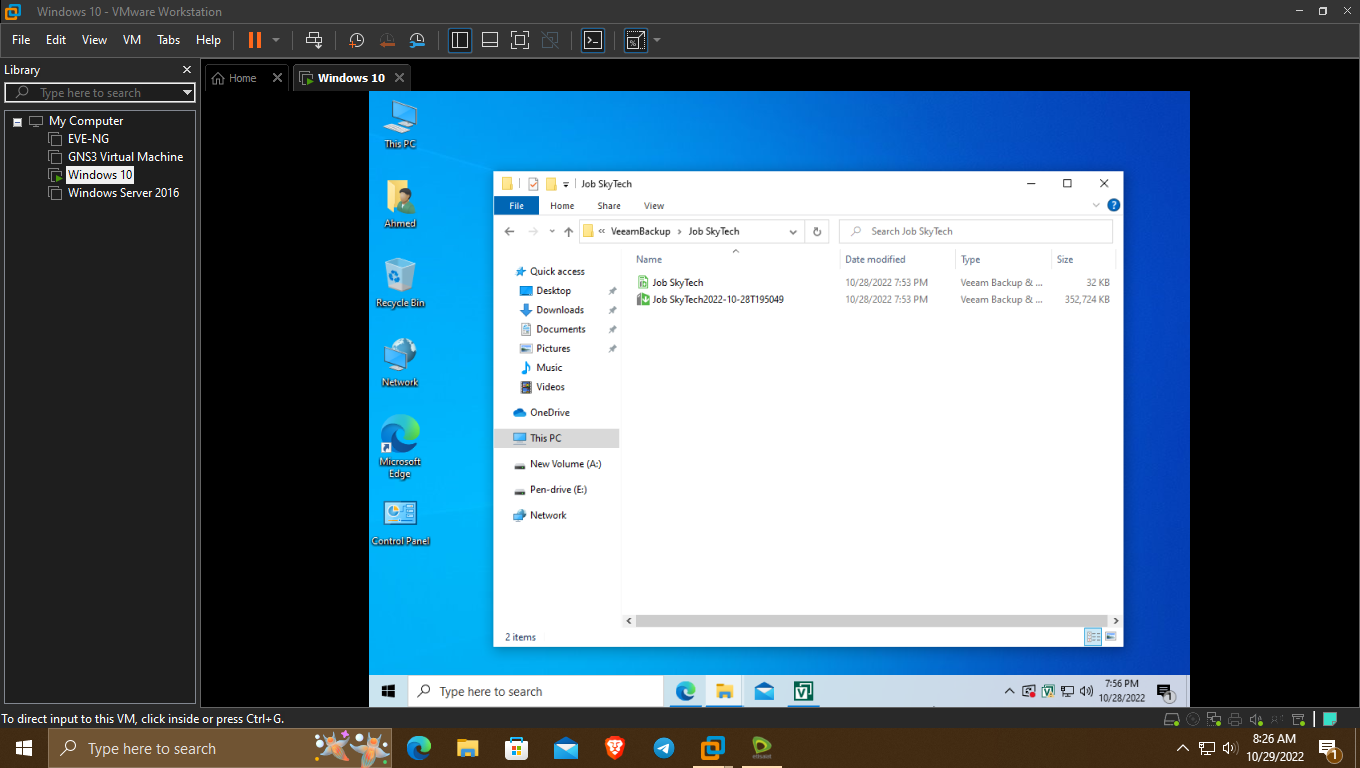 Windows 10 - VMware Workstation
File Edit View VM Tabs Help
Library
Type here to search
My Computer
EVE-NG
GNS3 Virtual Machine
Windows 10
Windows Server 2016
Home
Windows 10
This PC
Ahmed
Recycle Bin
Network
Microsoft
Edge
Control Panel
Job SkyTech
File Home Share View
« VeeamBackup › Job SkyTech
Search Job SkyTech
Name Date modified Type Size
Job SkyTech 10/28/2022 7:53 PM Veeam Backup & ... 32 KB
Job SkyTech2022-10-28T195049 10/28/2022 7:53 PM Veeam Backup & ... 352,724 KB
Quick access
Desktop
Downloads
Documents
Pictures
Music
Videos
OneDrive
This PC
New Volume (A:)
Pen-drive (E:)
Network
2 items
Type here to search
7:56 PM
10/28/2022
1
To direct input to this VM, click inside or press Ctrl+G.
Type here to search
8:26 AM
10/29/2022
1